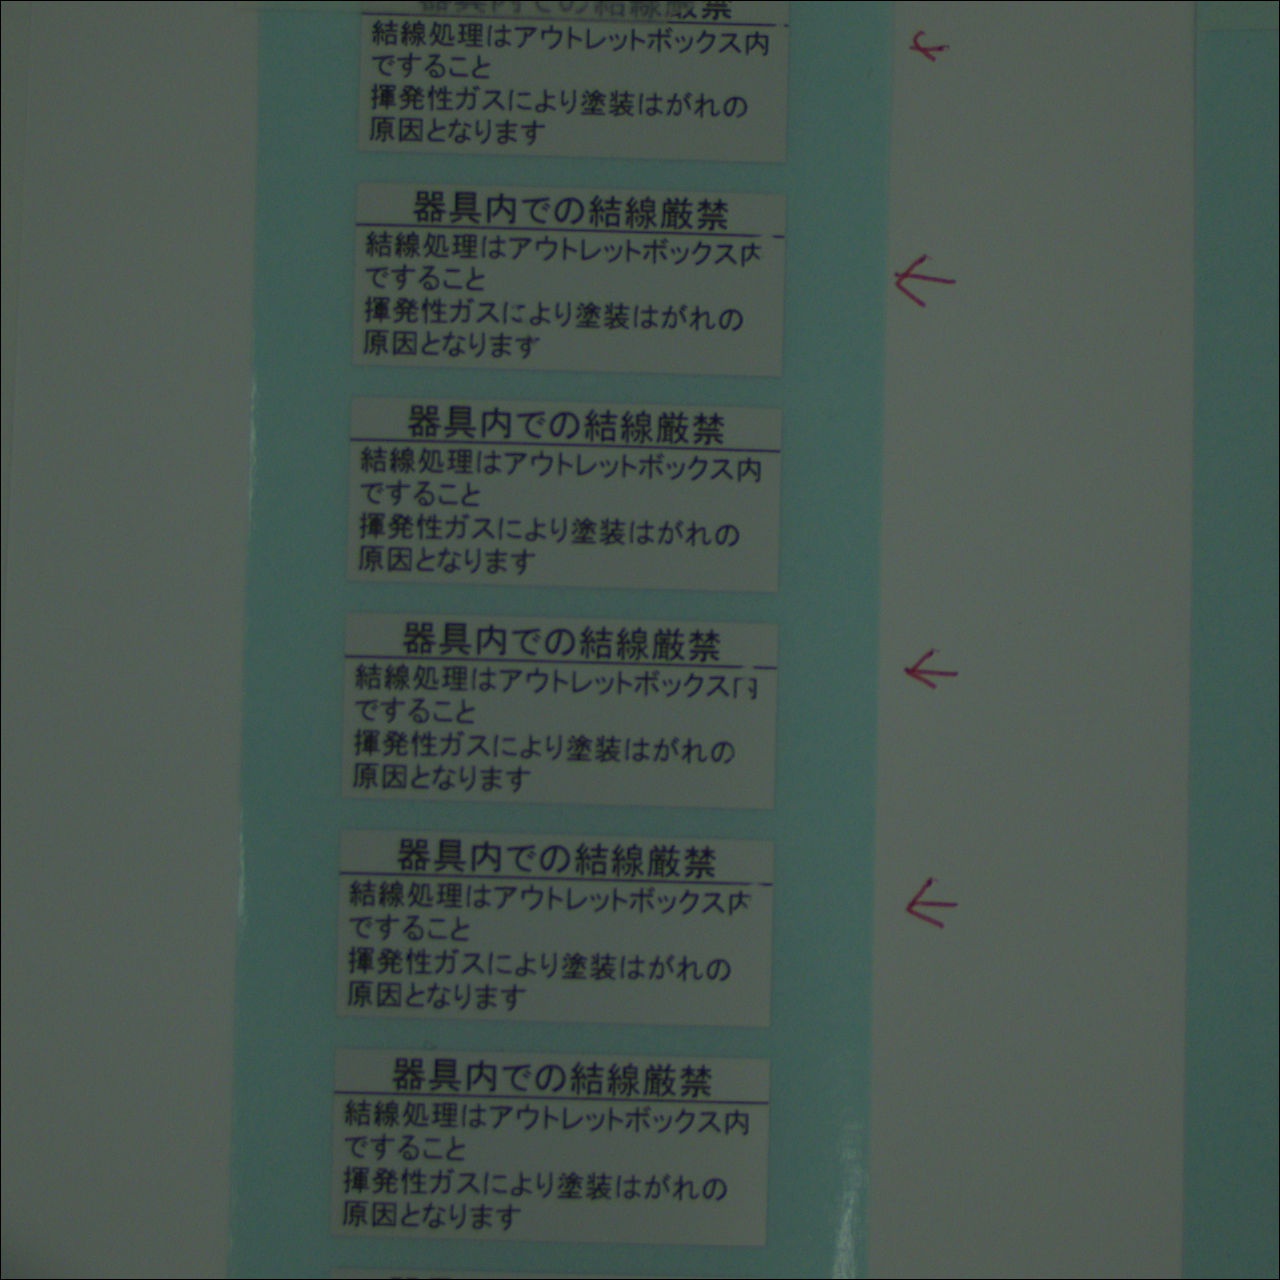 器具内での結線厳禁
結線処理はアウトレットボックス内
ですること
揮発性ガスにより塗装はがれの
原因となります
器具内での結線厳禁
結線処理はアウトレットボックス内
ですること
揮発性ガスにより塗装はがれの
原因となります
器具内での結線厳禁
結線処理はアウトレットボックス内
ですること
揮発性ガスにより塗装はがれの
原因となります
器具内での結線厳禁
結線処理はアウトレットボックス内
ですること
揮発性ガスにより塗装はがれの
原因となります
器具内での結線厳禁
結線処理はアウトレットボックス内
ですること
揮発性ガスにより塗装はがれの
原因となります
器具内での結線厳禁
結線処理はアウトレットボックス内
ですること
揮発性ガスにより塗装はがれの
原因となります